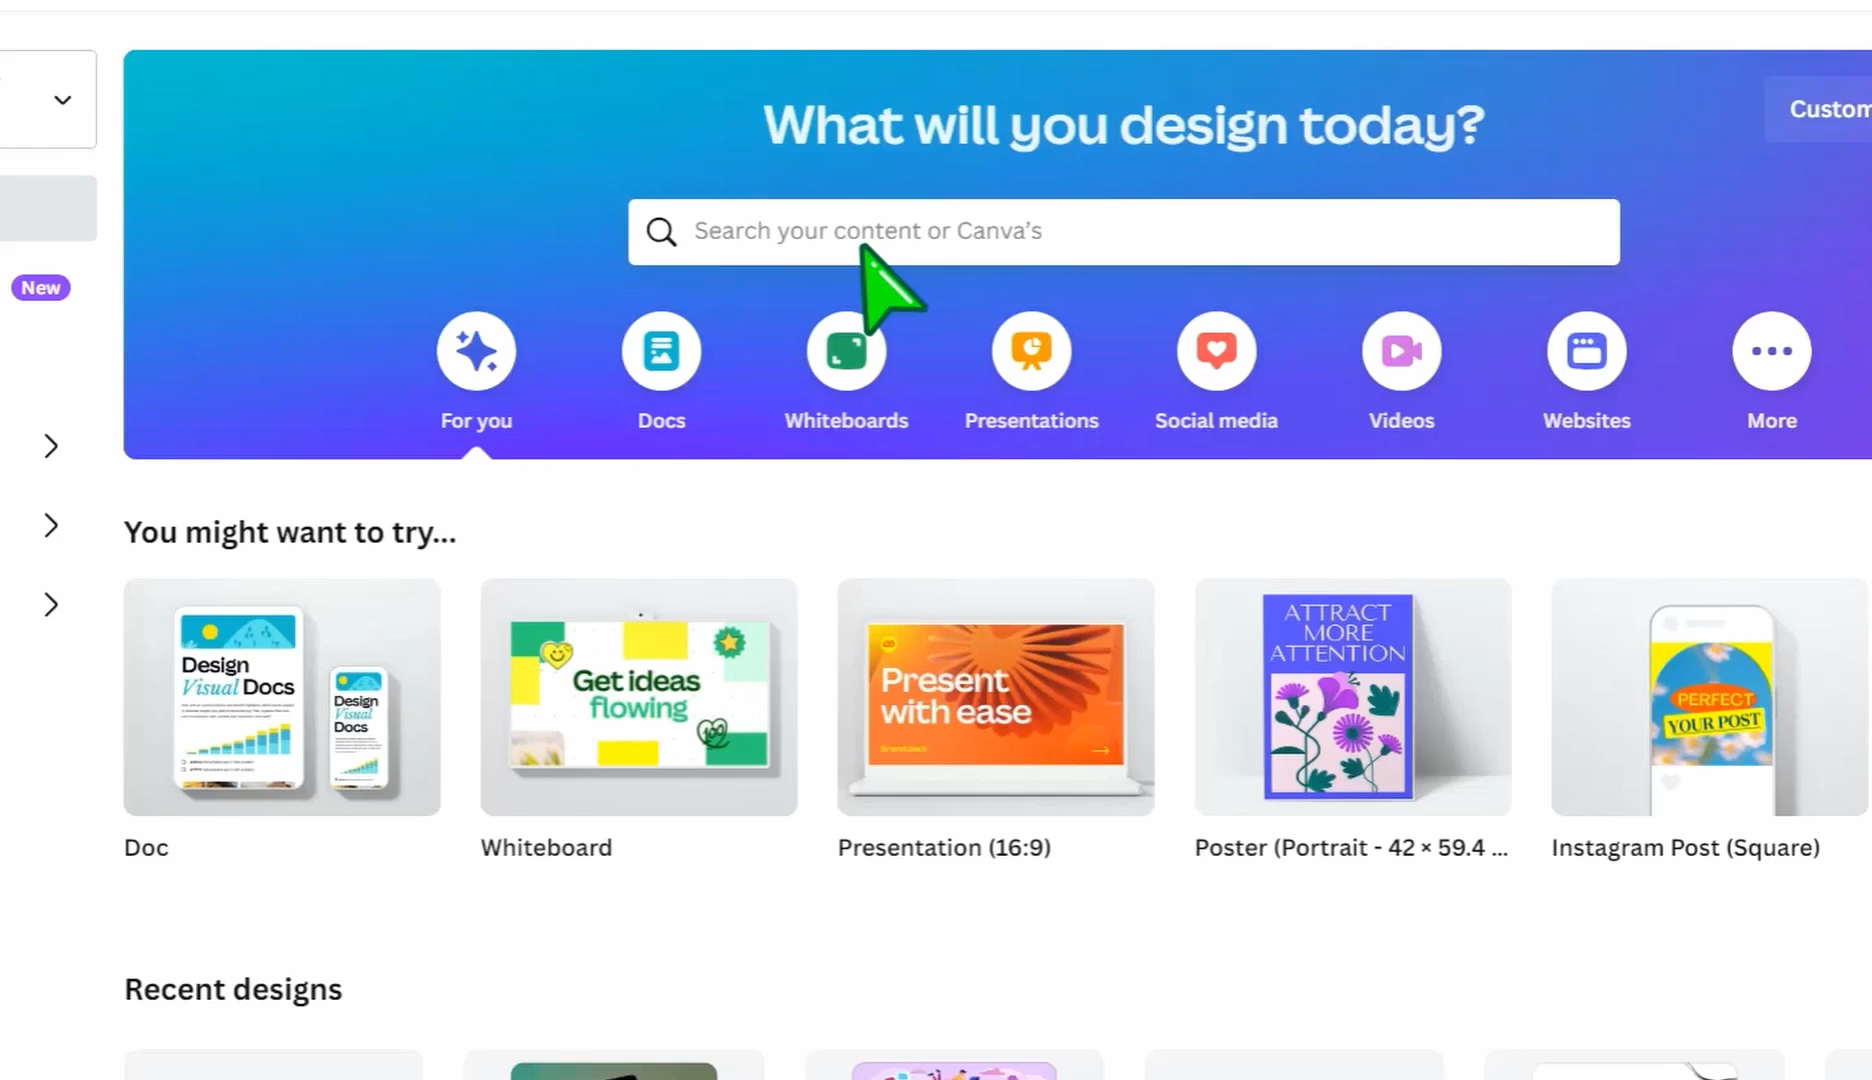 What will you design today?
Custom
Search your content or Canva's
New
For you
Docs
Whiteboards
Presentations
Social media
Videos
Websites
More
You might want to try...
Design
Visual Docs
Design
Visual
Docs
Get ideas
flowing
100
Present
with ease
ATTRACT
MORE
ATTENTION
PERFECT
YOUR POST
Doc
Whiteboard
Presentation (16:9)
Poster (Portrait - 42 × 59.4 ...
Instagram Post (Square)
Recent designs